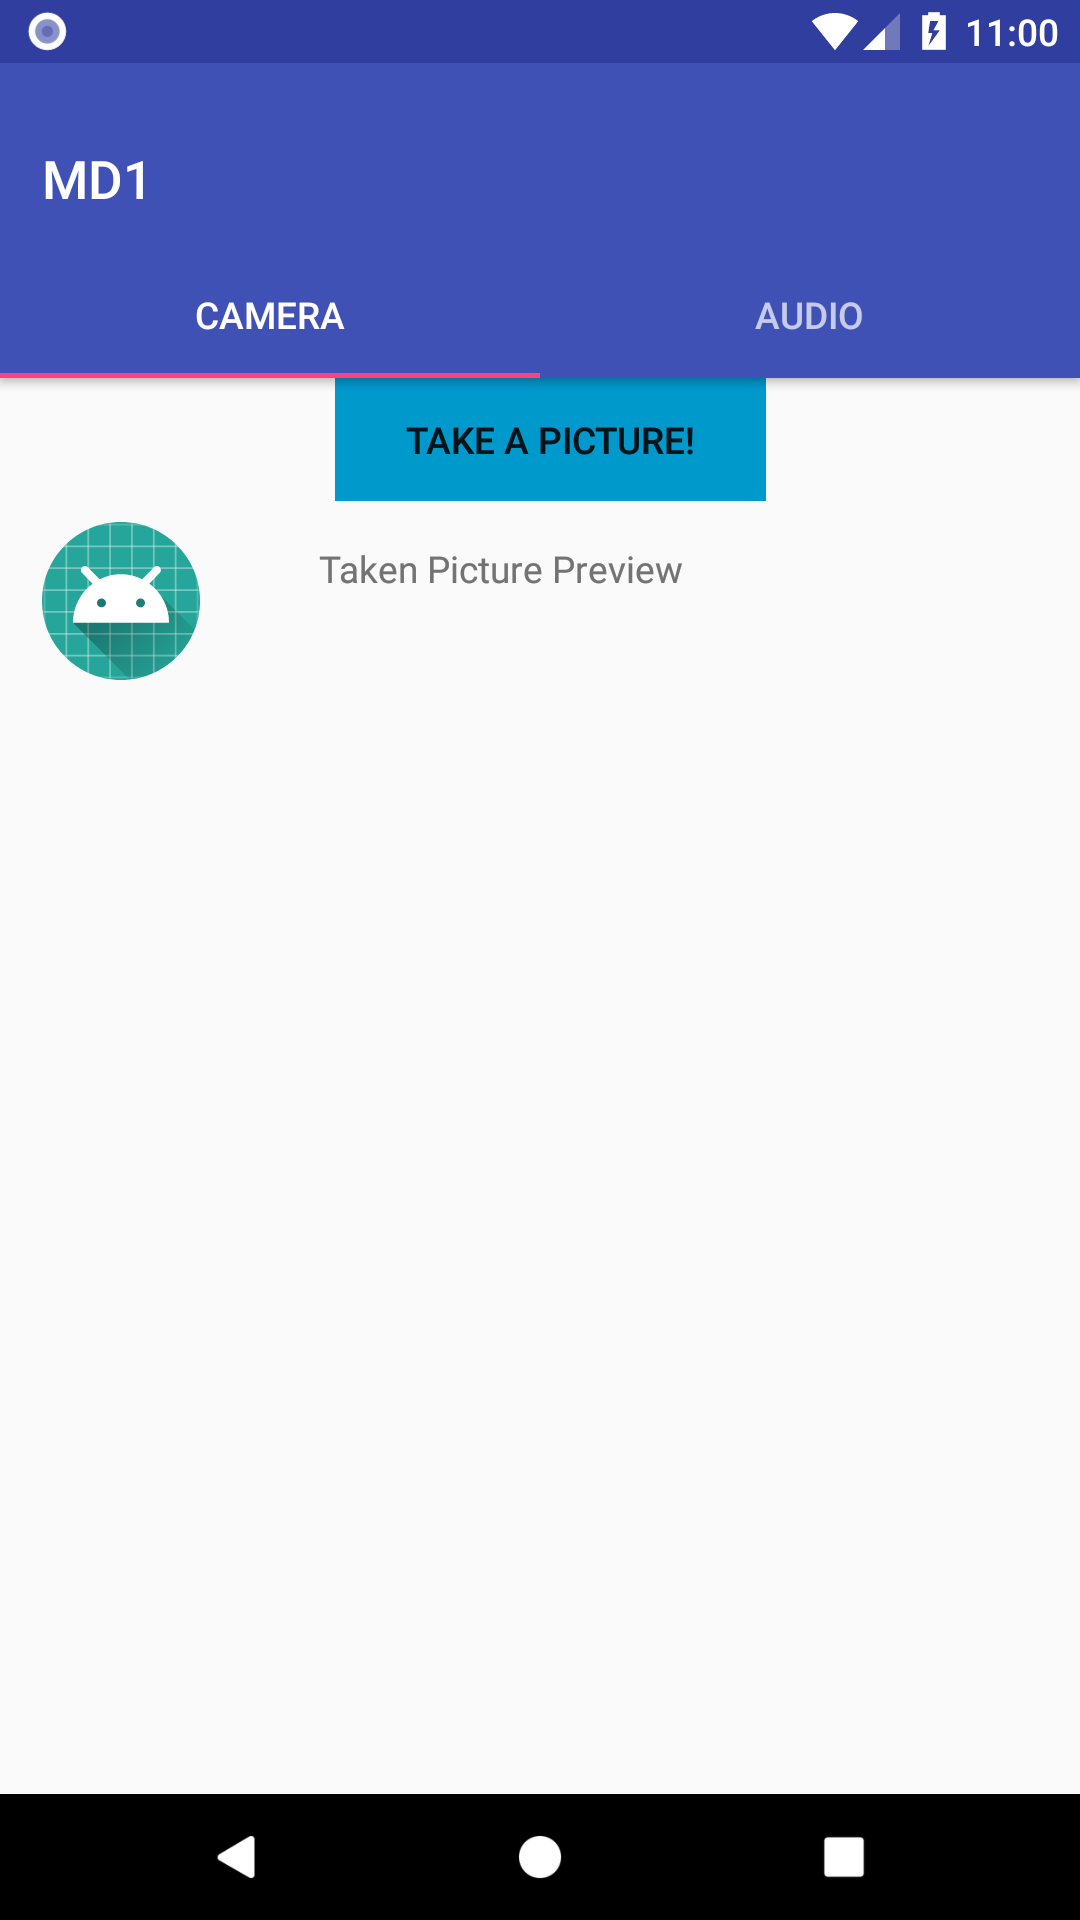 11:00
MD1
CAMERA
AUDIO
TAKE A PICTURE!
Taken Picture Preview